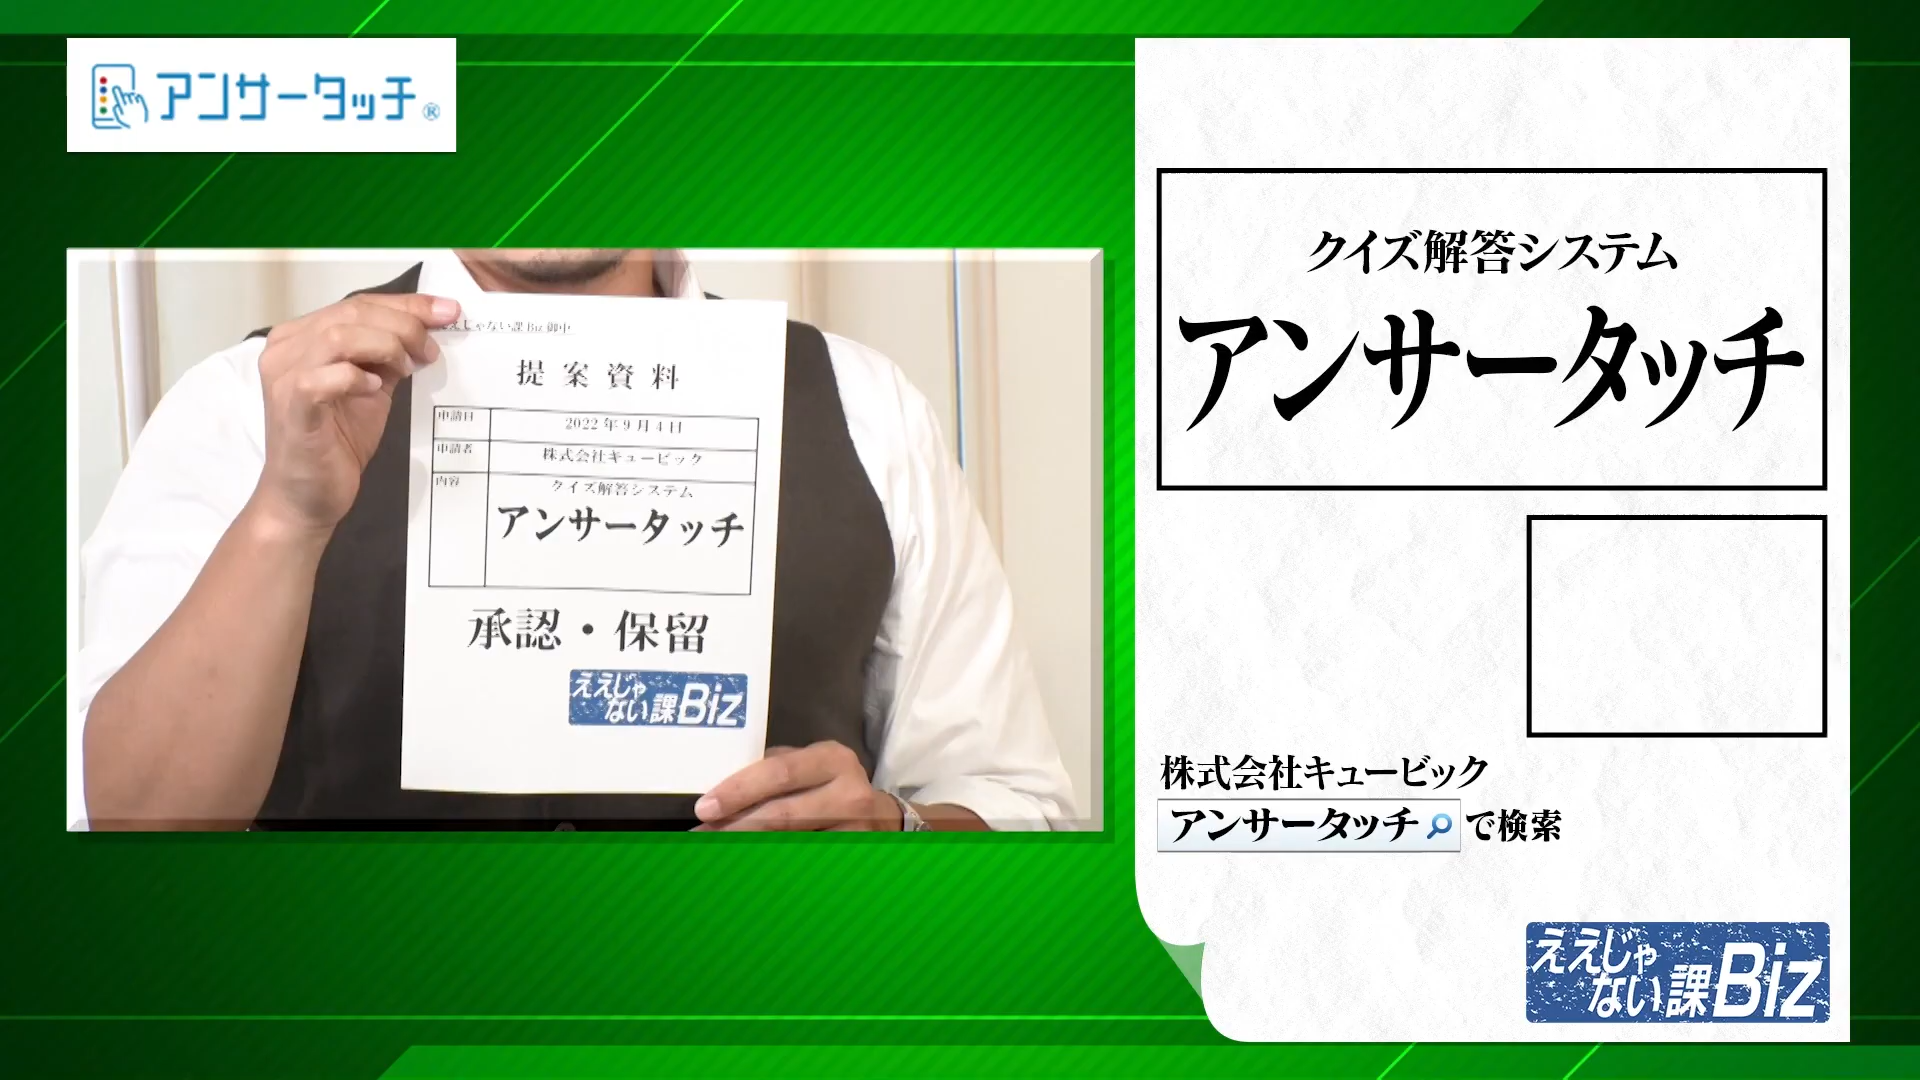 アンサータッチ®
ええじゃない課Biz御中
提案資料
申請日 2022年9月4日
申請者 株式会社キュービック
内容 クイズ解答システム
アンサータッチ
承認・保留
ええじゃ
ない課Biz
クイズ解答システム
アンサータッチ
株式会社キュービック
アンサータッチ で検索
ええじゃ
ない課Biz